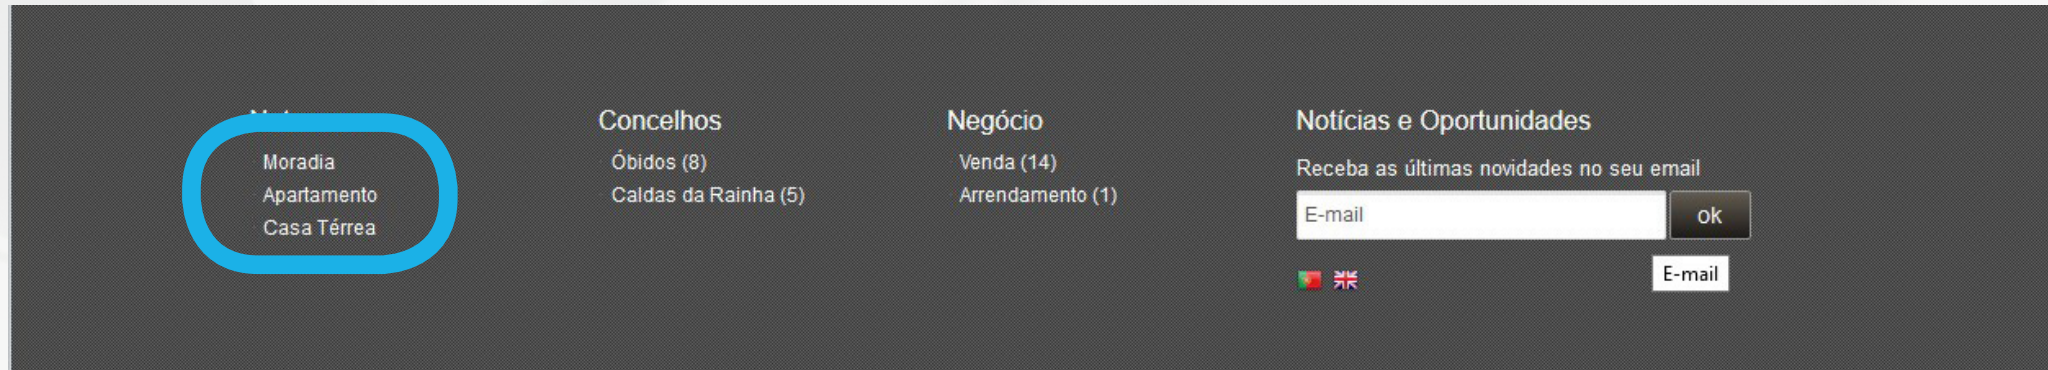 Moradia
Apartamento
Casa Térrea
Concelhos
Óbidos (8)
Caldas da Rainha (5)
Negócio
Venda (14)
Arrendamento (1)
Notícias e Oportunidades
Receba as últimas novidades no seu email
E-mail
ok
E-mail